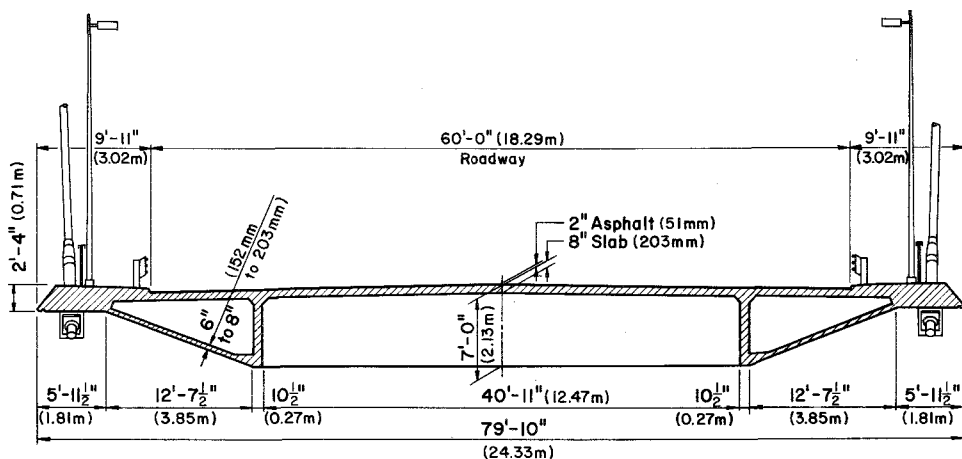 9'-11"
(3.02m)
60'-0" (18.29m)
Roadway
9'-11"
(3.02m)
2'-4" (0.71m)
(152mm
to 203mm)
6"
to 8"
2" Asphalt (51mm)
8" Slab (203mm)
7'-0"
(2.13m)
5'-11½" 12'-7½" 10½" 40'-11" (12.47m) 10½" 12'-7½" 5'-11½"
(1.81m) (3.85m) (0.27m) (0.27m) (3.85m) (1.81m)
79'-10"
(24.33m)